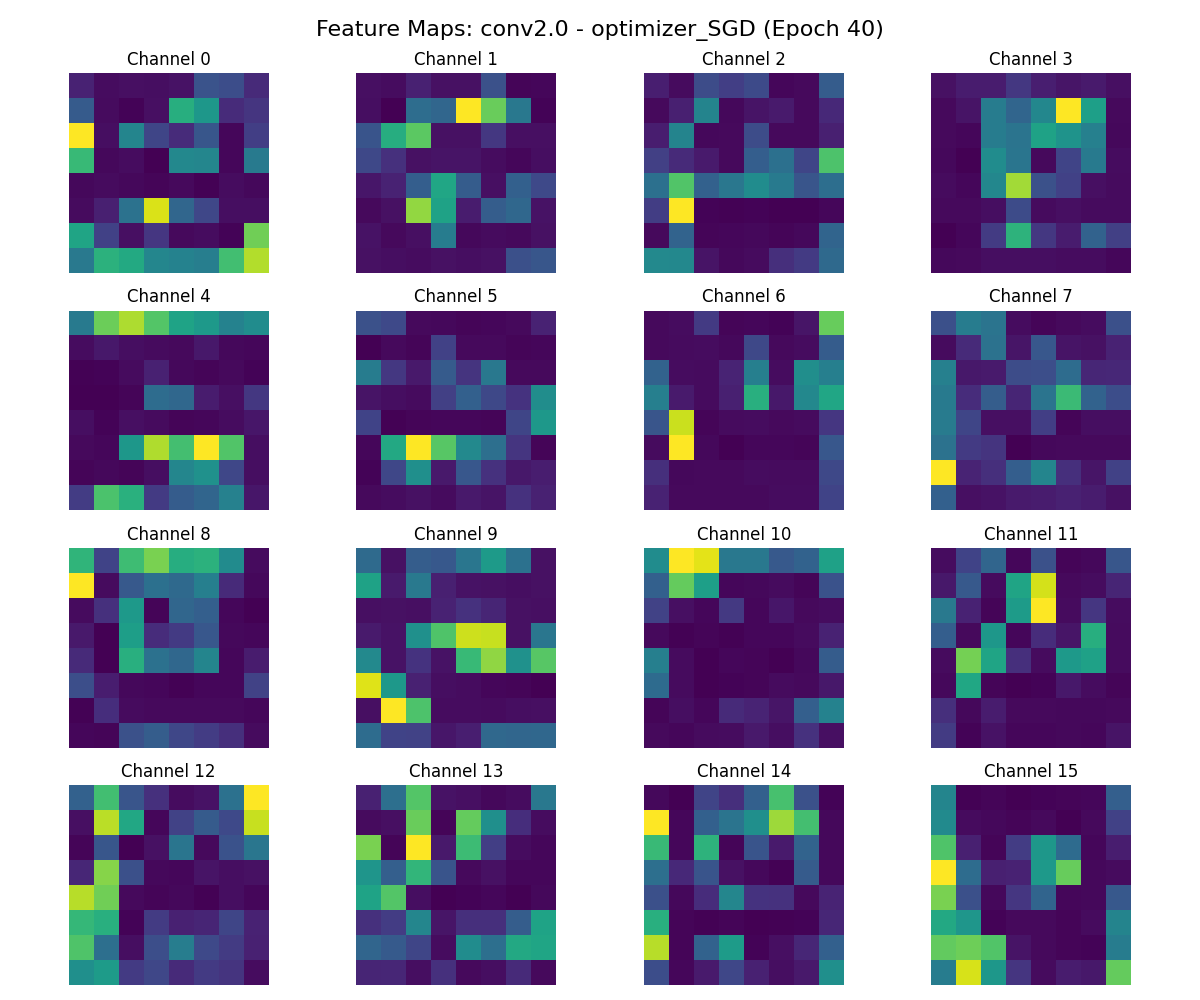 Feature Maps: conv2.0 - optimizer_SGD (Epoch 40)
Channel 0
Channel 1
Channel 2
Channel 3
Channel 4
Channel 5
Channel 6
Channel 7
Channel 8
Channel 9
Channel 10
Channel 11
Channel 12
Channel 13
Channel 14
Channel 15